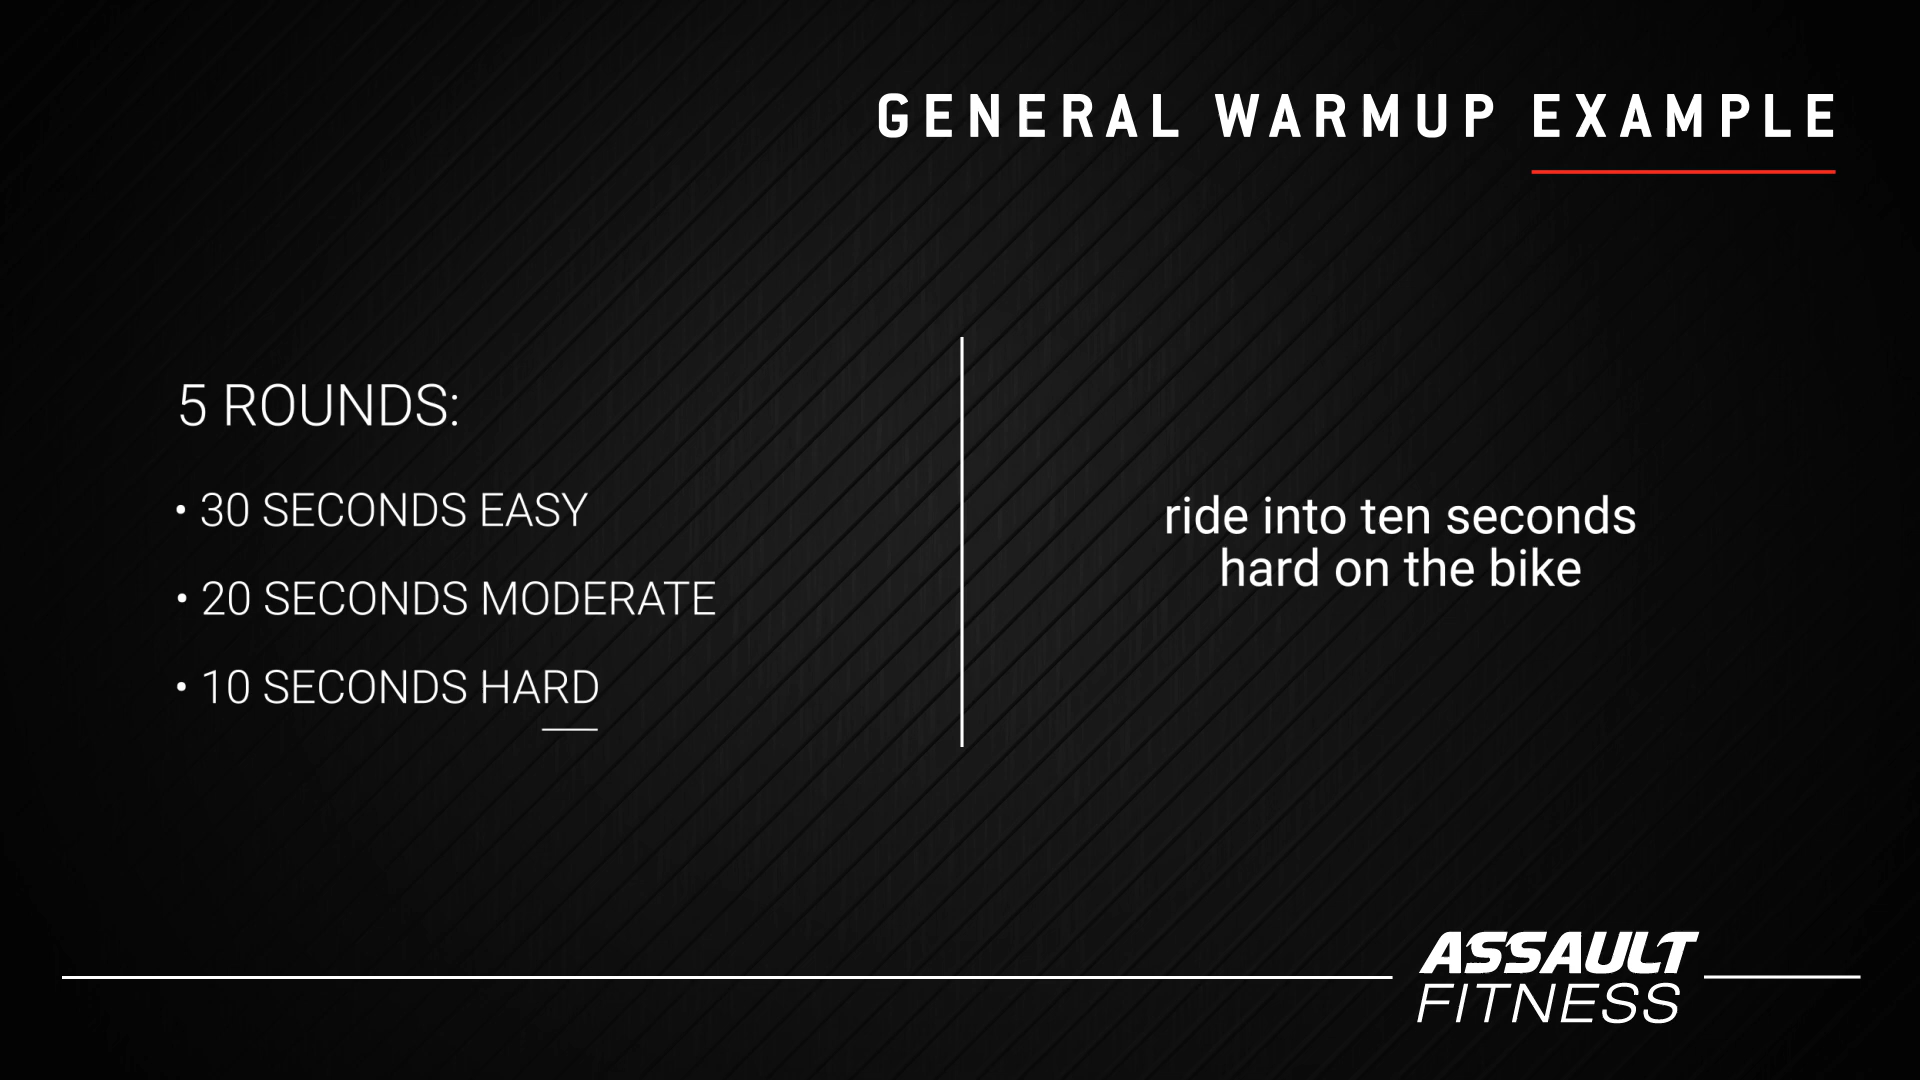 GENERAL WARMUP EXAMPLE
5 ROUNDS:
• 30 SECONDS EASY
• 20 SECONDS MODERATE
• 10 SECONDS HARD
ride into ten seconds
hard on the bike
ASSAULT
FITNESS